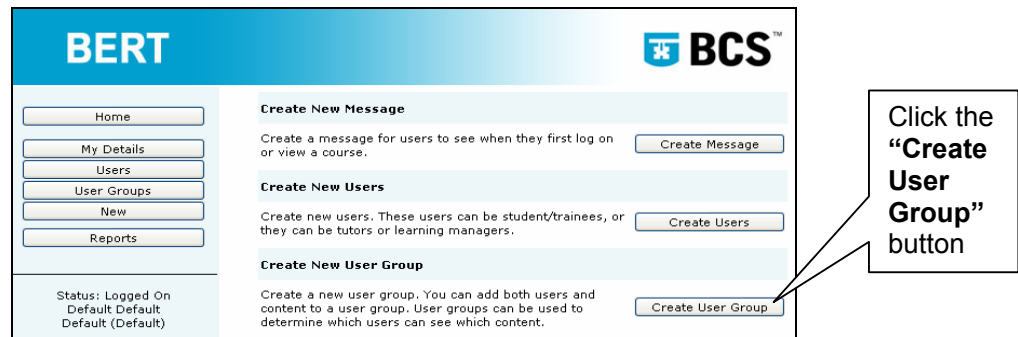 BERT
BCS™
Home
My Details
Users
User Groups
New
Reports
Status: Logged On
Default Default
Default (Default)
Create New Message
Create a message for users to see when they first log on
or view a course.
Create Message
Create New Users
Create new users. These users can be student/trainees, or
they can be tutors or learning managers.
Create Users
Create New User Group
Create a new user group. You can add both users and
content to a user group. User groups can be used to
determine which users can see which content.
Create User Group
Click the
“Create
User
Group”
button